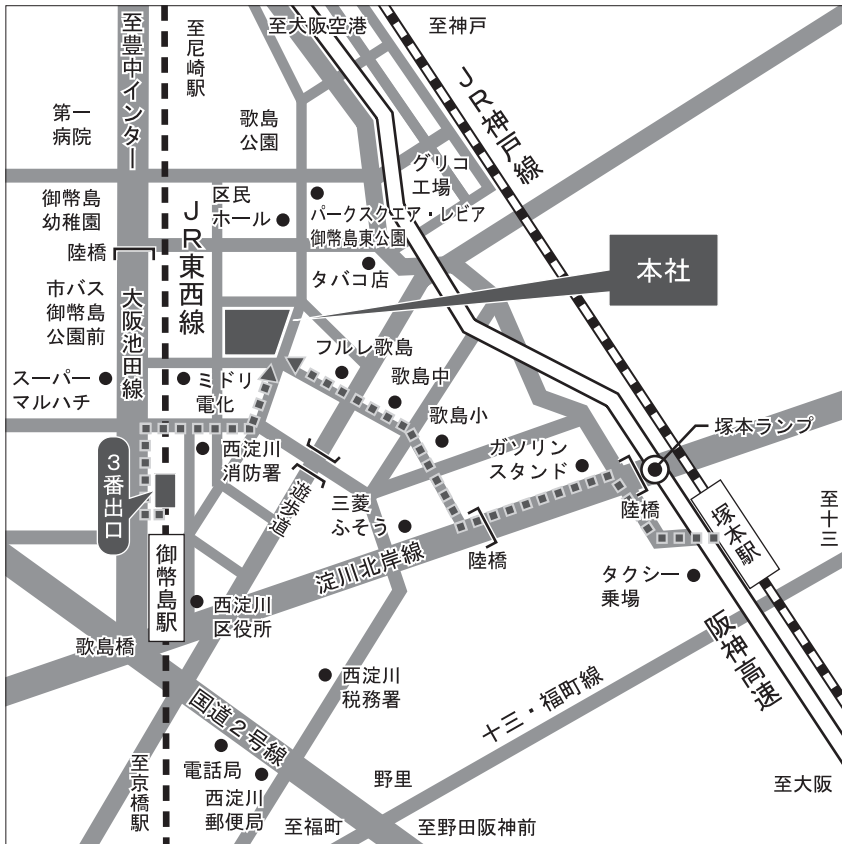 至豊中インター
至尼崎駅
至大阪空港
至神戸
JR神戸線
第一
病院
歌島
公園
グリコ
工場
御幣島
幼稚園
JR東西線
区民
ホール
パークスクエア・レビア
御幣島東公園
陸橋
タバコ店
本社
市バス
御幣島
公園前
大阪池田線
フルレ歌島
スーパー
マルハチ
ミドリ
電化
歌島中
歌島小
塚本ランプ
3番出口
西淀川
消防署
ガソリン
スタンド
遊歩道
三菱
ふそう
陸橋
塚本駅
至十三
御幣島駅
淀川北岸線
陸橋
タクシー
乗場
西淀川
区役所
歌島橋
阪神高速
西淀川
税務署
国道2号線
十三・福町線
電話局
至京橋駅
西淀川
郵便局
野里
至大阪
至福町
至野田阪神前